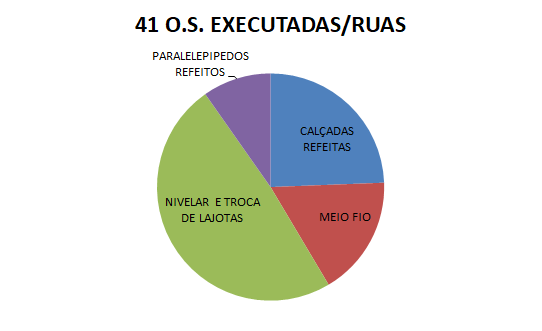 41 O.S. EXECUTADAS/RUAS
PARALELEPIPEDOS
REFEITOS
CALÇADAS
REFEITAS
NIVELAR E TROCA
DE LAJOTAS
MEIO FIO